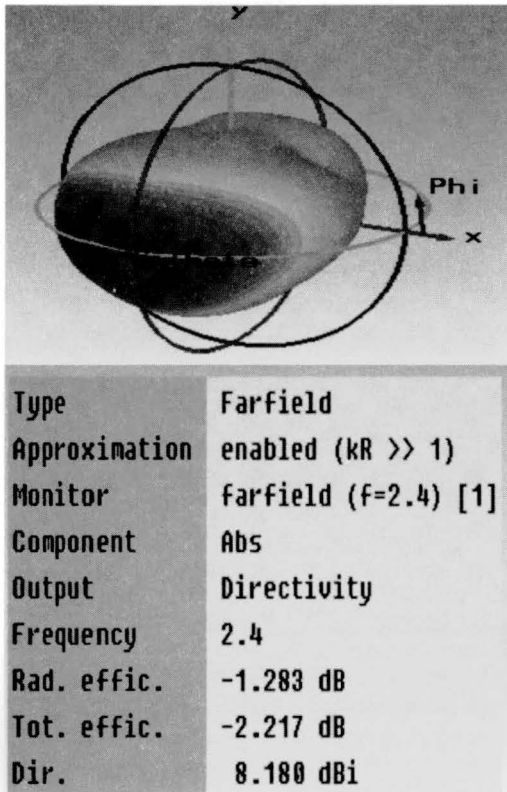 y
Phi
x
Type Farfield
Approximation enabled (kR >> 1)
Monitor farfield (f=2.4) [1]
Component Abs
Output Directivity
Frequency 2.4
Rad. effic. -1.283 dB
Tot. effic. -2.217 dB
Dir. 8.180 dBi